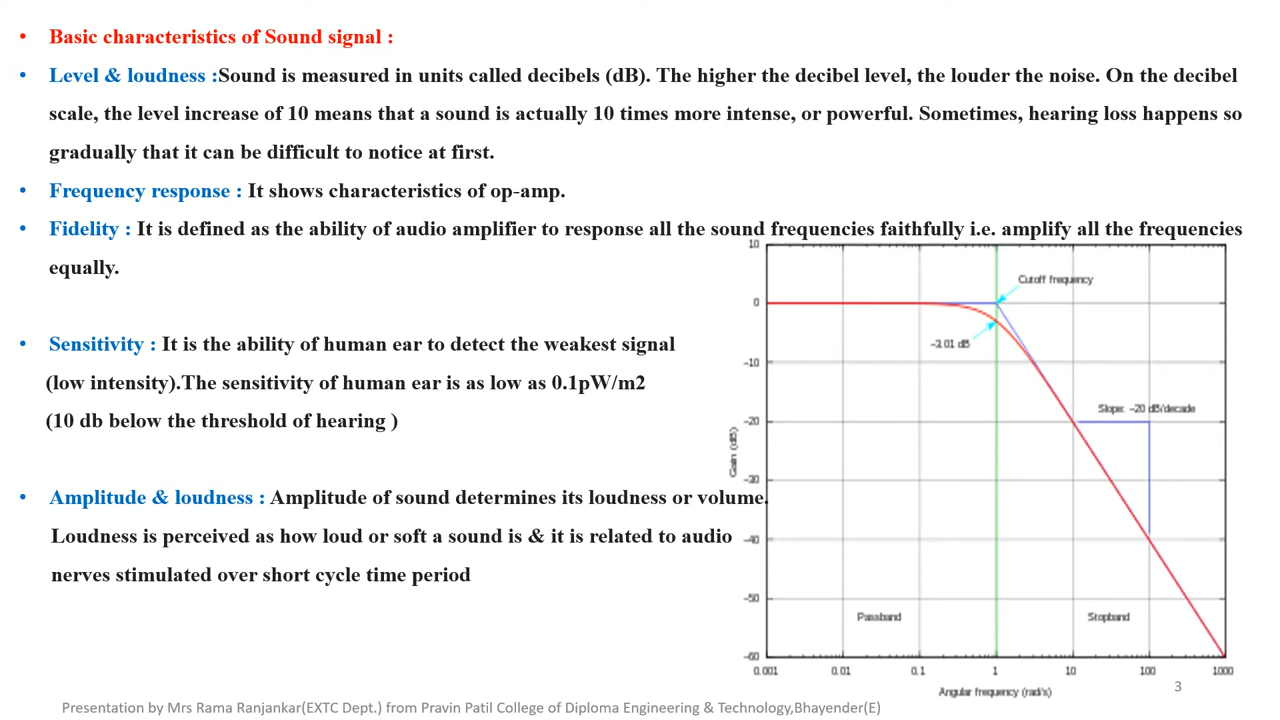 • Basic characteristics of Sound signal :
• Level & loudness :Sound is measured in units called decibels (dB). The higher the decibel level, the louder the noise. On the decibel
scale, the level increase of 10 means that a sound is actually 10 times more intense, or powerful. Sometimes, hearing loss happens so
gradually that it can be difficult to notice at first.
• Frequency response : It shows characteristics of op-amp.
• Fidelity : It is defined as the ability of audio amplifier to response all the sound frequencies faithfully i.e. amplify all the frequencies
equally.
• Sensitivity : It is the ability of human ear to detect the weakest signal
(low intensity).The sensitivity of human ear is as low as 0.1pW/m2
(10 db below the threshold of hearing )
• Amplitude & loudness : Amplitude of sound determines its loudness or volume.
Loudness is perceived as how loud or soft a sound is & it is related to audio
nerves stimulated over short cycle time period
10
0
-10
-20
-30
-40
-50
-60
Gain (dB)
Cutoff frequency
-3.01 dB
Slope: -20 dB/decade
Passband
Stopband
0.001 0.01 0.1 1 10 100 1000
Angular frequency (rad/s)
3
Presentation by Mrs Rama Ranjankar(EXTC Dept.) from Pravin Patil College of Diploma Engineering & Technology,Bhayender(E)